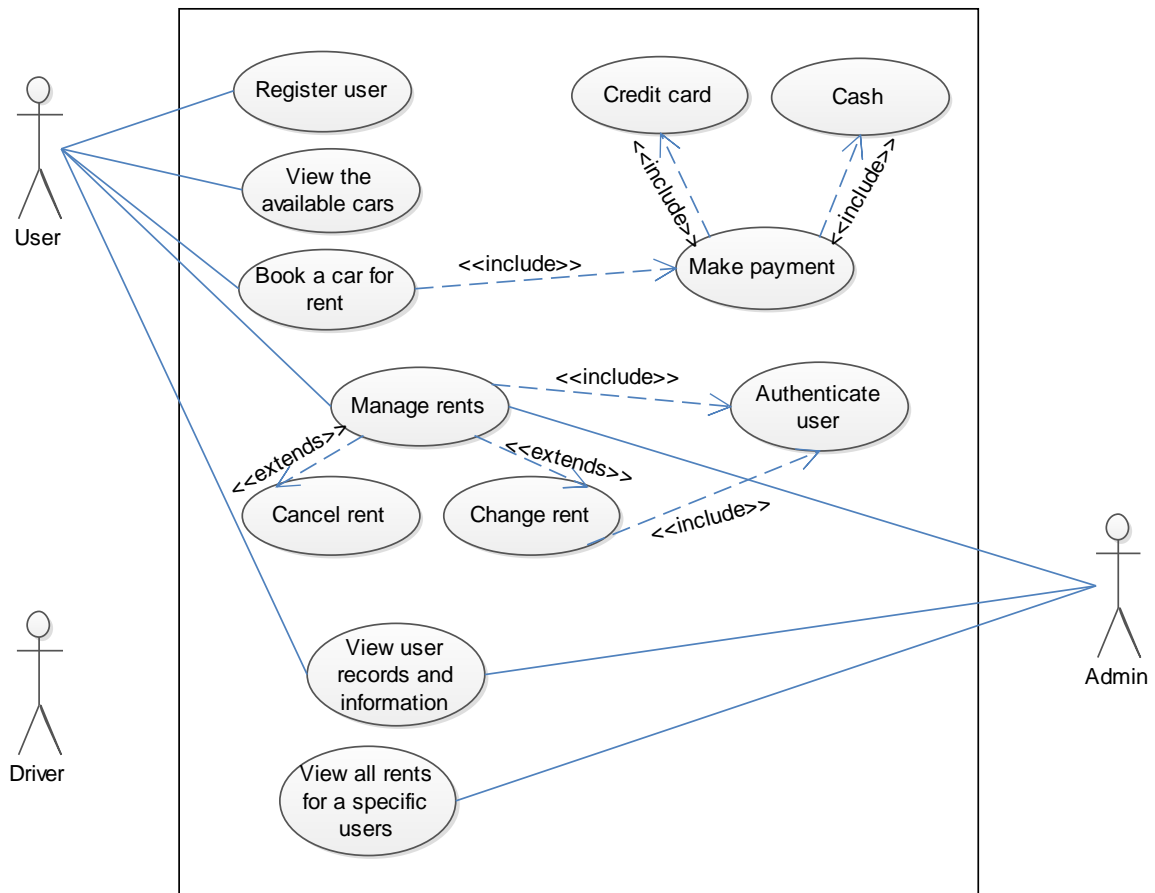 Register user
Credit card
Cash
<<include>>
<<include>>
View the
available cars
User
Book a car for
rent
<<include>>
Make payment
Manage rents
<<include>>
Authenticate
user
<<extends>>
<<extends>>
Cancel rent
Change rent
<<include>>
View user
records and
information
Admin
Driver
View all rents
for a specific
users